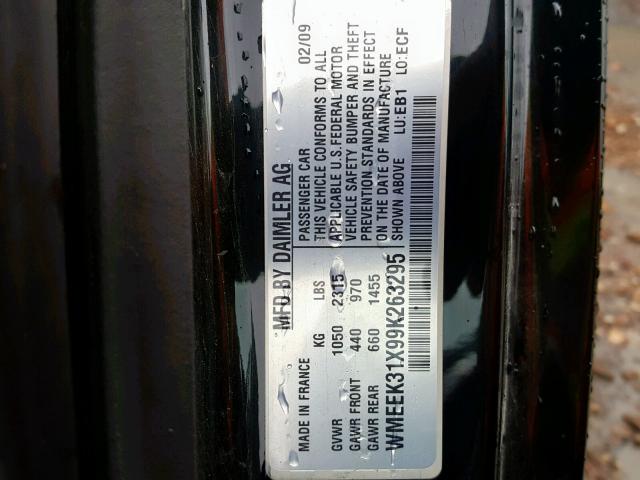 MFD BY DAIMLER AG
MADE IN FRANCE
PASSENGER CAR 02/09
KG LBS
GVWR 1050 2315
GAWR FRONT 440 970
GAWR REAR 660 1455
THIS VEHICLE CONFORMS TO ALL
APPLICABLE U.S. FEDERAL MOTOR
VEHICLE SAFETY BUMPER AND THEFT
PREVENTION STANDARDS IN EFFECT
ON THE DATE OF MANUFACTURE
SHOWN ABOVE LU:EB1 LO:ECF
WMEEK31X99K263295